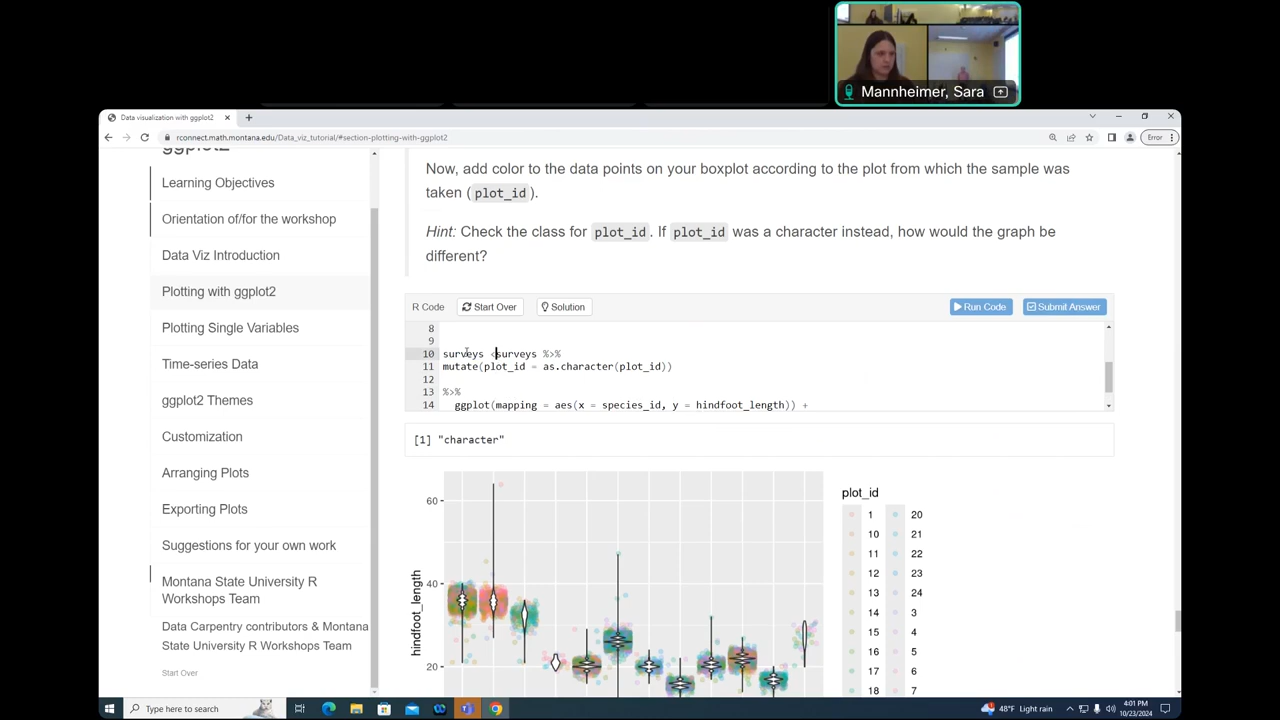 Mannheimer, Sara
Data visualization with ggplot2
rconnect.math.montana.edu/Data_viz_tutorial/#section-plotting-with-ggplot2
Error
ggplot2
Learning Objectives
Orientation of/for the workshop
Data Viz Introduction
Plotting with ggplot2
Plotting Single Variables
Time-series Data
ggplot2 Themes
Customization
Arranging Plots
Exporting Plots
Suggestions for your own work
Montana State University R
Workshops Team
Data Carpentry contributors & Montana
State University R Workshops Team
Start Over
Now, add color to the data points on your boxplot according to the plot from which the sample was
taken ( plot_id ).
Hint: Check the class for plot_id. If plot_id was a character instead, how would the graph be
different?
R Code Start Over Solution Run Code Submit Answer
8
9
10 surveys <surveys %>%
11 mutate(plot_id = as.character(plot_id))
12
13 %>%
14 ggplot(mapping = aes(x = species_id, y = hindfoot_length)) +
[1] "character"
60
40
20
hindfoot_length
plot_id
1 20
10 21
11 22
12 23
13 24
14 3
15 4
16 5
17 6
18 7
Type here to search
48°F Light rain
4:01 PM
10/23/2024